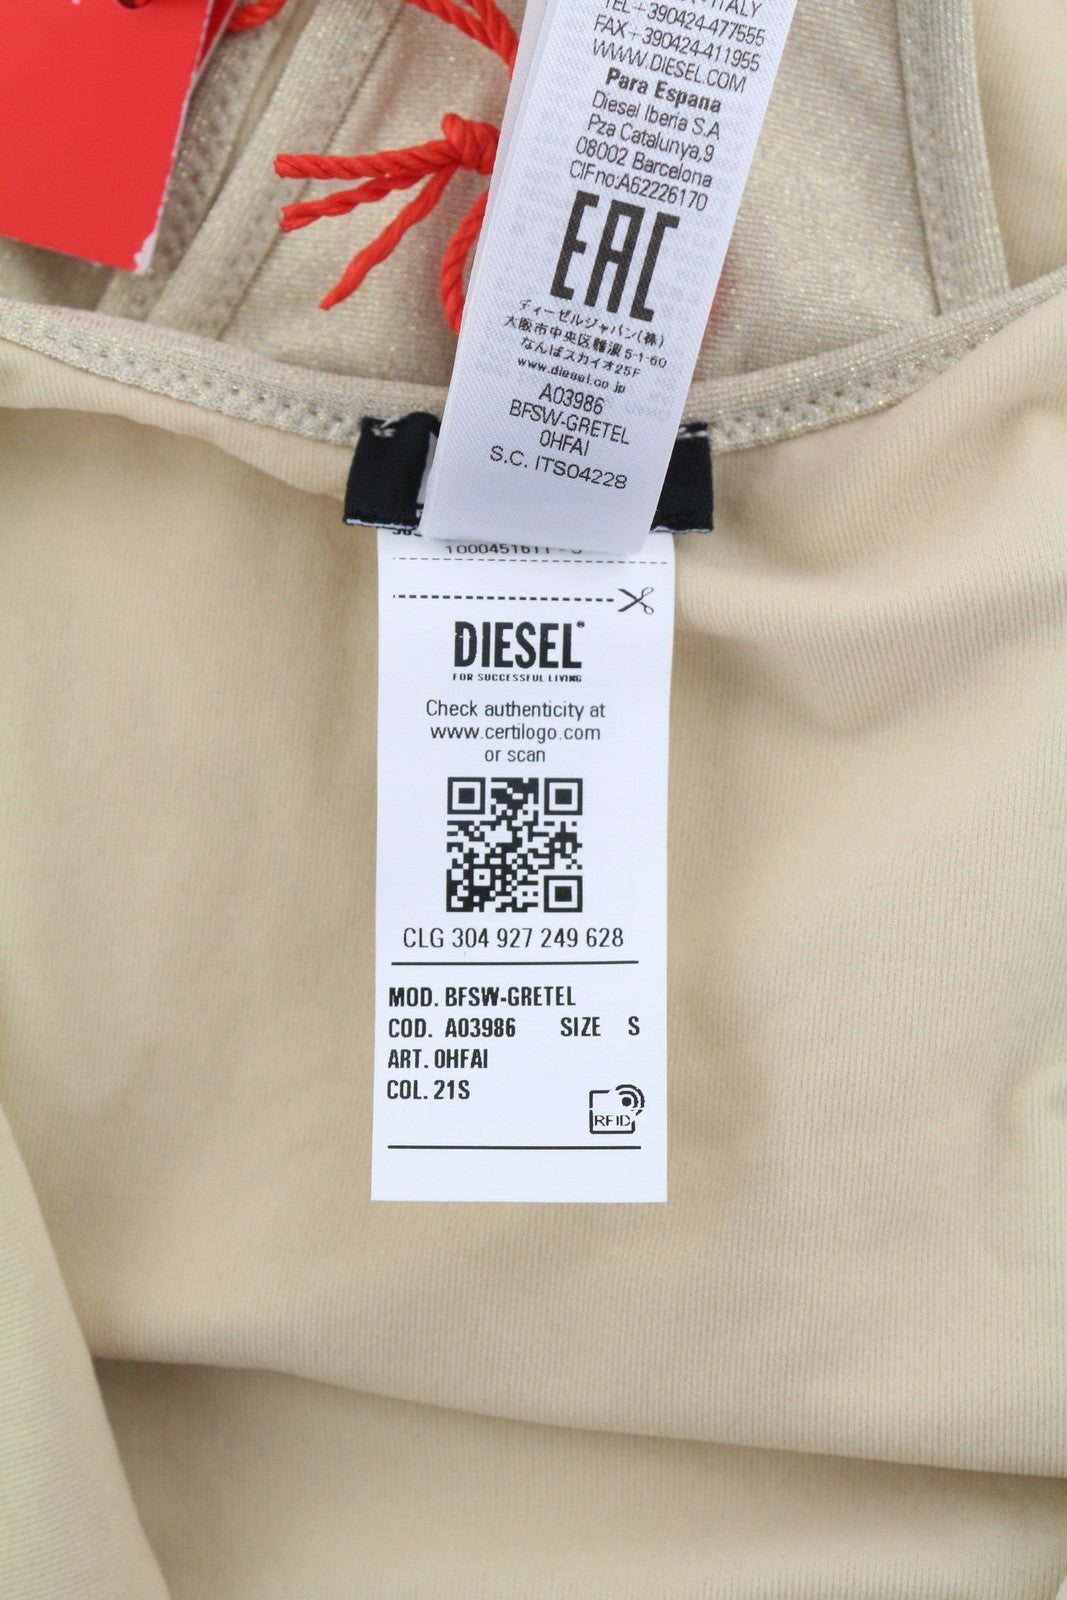 ITALY
TEL+390424-477555
FAX+390424-411955
WWW.DIESEL.COM
Para Espana
Diesel Iberia S.A
Pza Catalunya,9
08002 Barcelona
CIFno:A62226170
EAC
ディーゼルジャパン(株)
大阪市中央区難波5-1-60
なんばスカイオ25F
www.diesel.co.jp
A03986
BFSW-GRETEL
0HFAI
S.C. ITS04228
DIESEL
FOR SUCCESSFUL LIVING
Check authenticity at
www.certilogo.com
or scan
CLG 304 927 249 628
MOD. BFSW-GRETEL
COD. A03986 SIZE S
ART. 0HFAI
COL. 21S
RFID